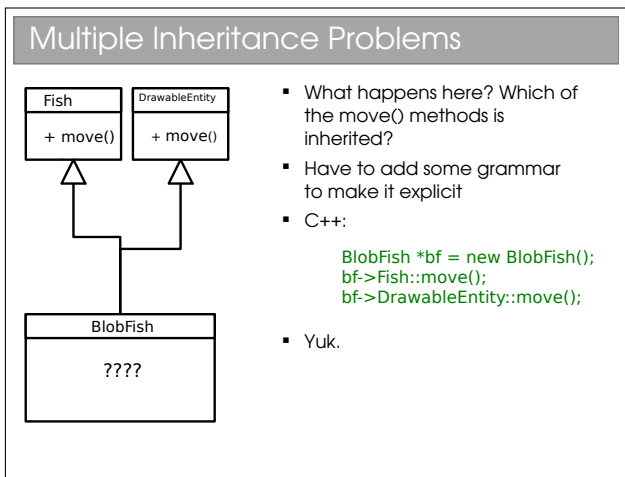 Multiple Inheritance Problems
Fish
+ move()
DrawableEntity
+ move()
BlobFish
????
▪ What happens here? Which of
the move() methods is
inherited?
▪ Have to add some grammar
to make it explicit
▪ C++:
BlobFish *bf = new BlobFish();
bf->Fish::move();
bf->DrawableEntity::move();
▪ Yuk.